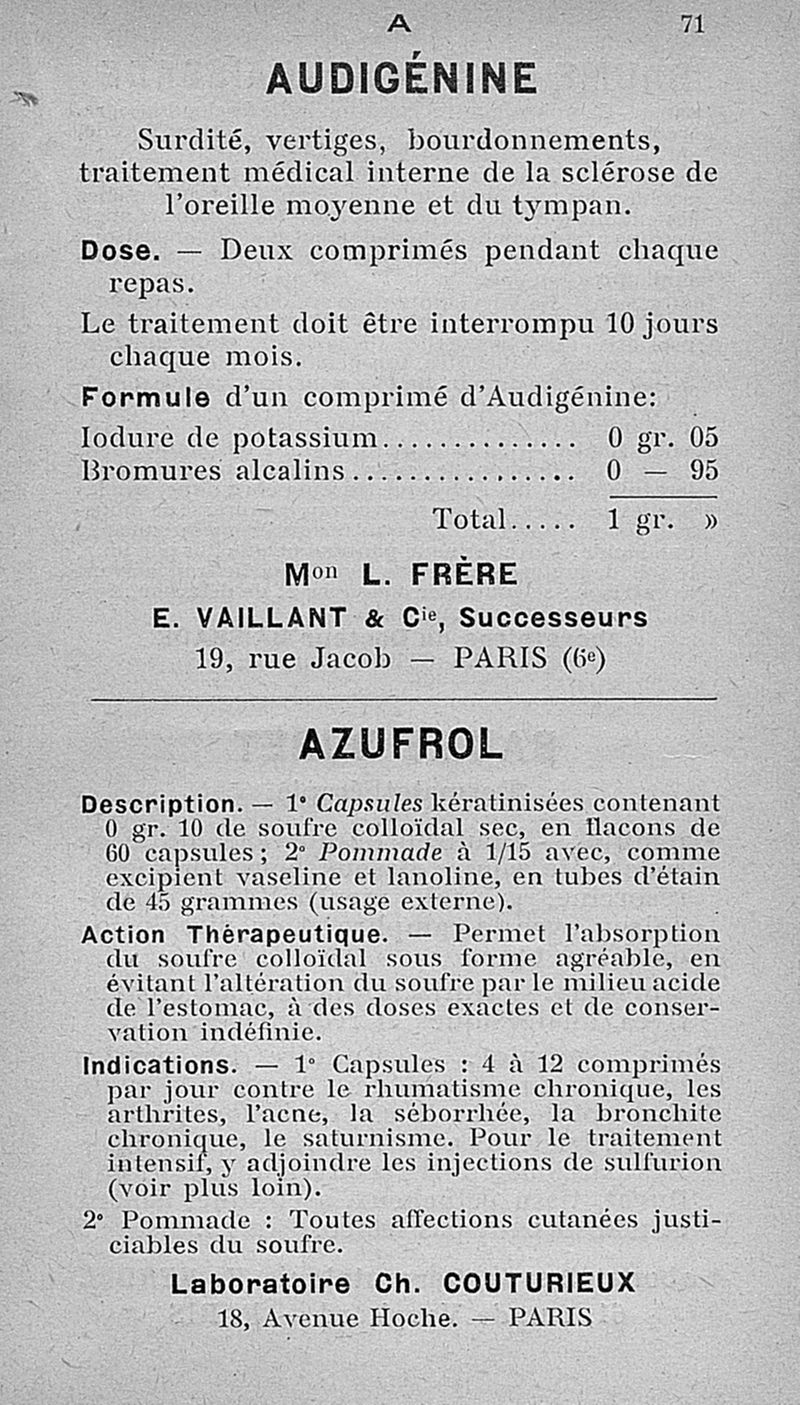 A 71
AUDIGÉNINE
Surdité, vertiges, bourdonnements,
traitement médical interne de la sclérose de
l'oreille moyenne et du tympan.
Dose. — Deux comprimés pendant chaque
repas.
Le traitement doit être interrompu 10 jours
chaque mois.
Formule d'un comprimé d'Audigénine:
Iodure de potassium.............. 0 gr. 05
Bromures alcalins................ 0 — 95
Total..... 1 gr. »
Mon L. FRÈRE
E. VAILLANT & Cie, Successeurs
19, rue Jacob — PARIS (6e)
AZUFROL
Description. — 1° Capsules kératinisées contenant
0 gr. 10 de soufre colloïdal sec, en flacons de
60 capsules; 2° Pommade à 1/15 avec, comme
excipient vaseline et lanoline, en tubes d'étain
de 45 grammes (usage externe).
Action Thérapeutique. — Permet l'absorption
du soufre colloïdal sous forme agréable, en
évitant l'altération du soufre par le milieu acide
de l'estomac, à des doses exactes et de conser-
vation indéfinie.
Indications. — 1° Capsules : 4 à 12 comprimés
par jour contre le rhumatisme chronique, les
arthrites, l'acne, la séborrhée, la bronchite
chronique, le saturnisme. Pour le traitement
intensif, y adjoindre les injections de sulfurion
(voir plus loin).
2° Pommade : Toutes affections cutanées justi-
ciables du soufre.
Laboratoire Ch. COUTURIEUX
18, Avenue Hoche. — PARIS